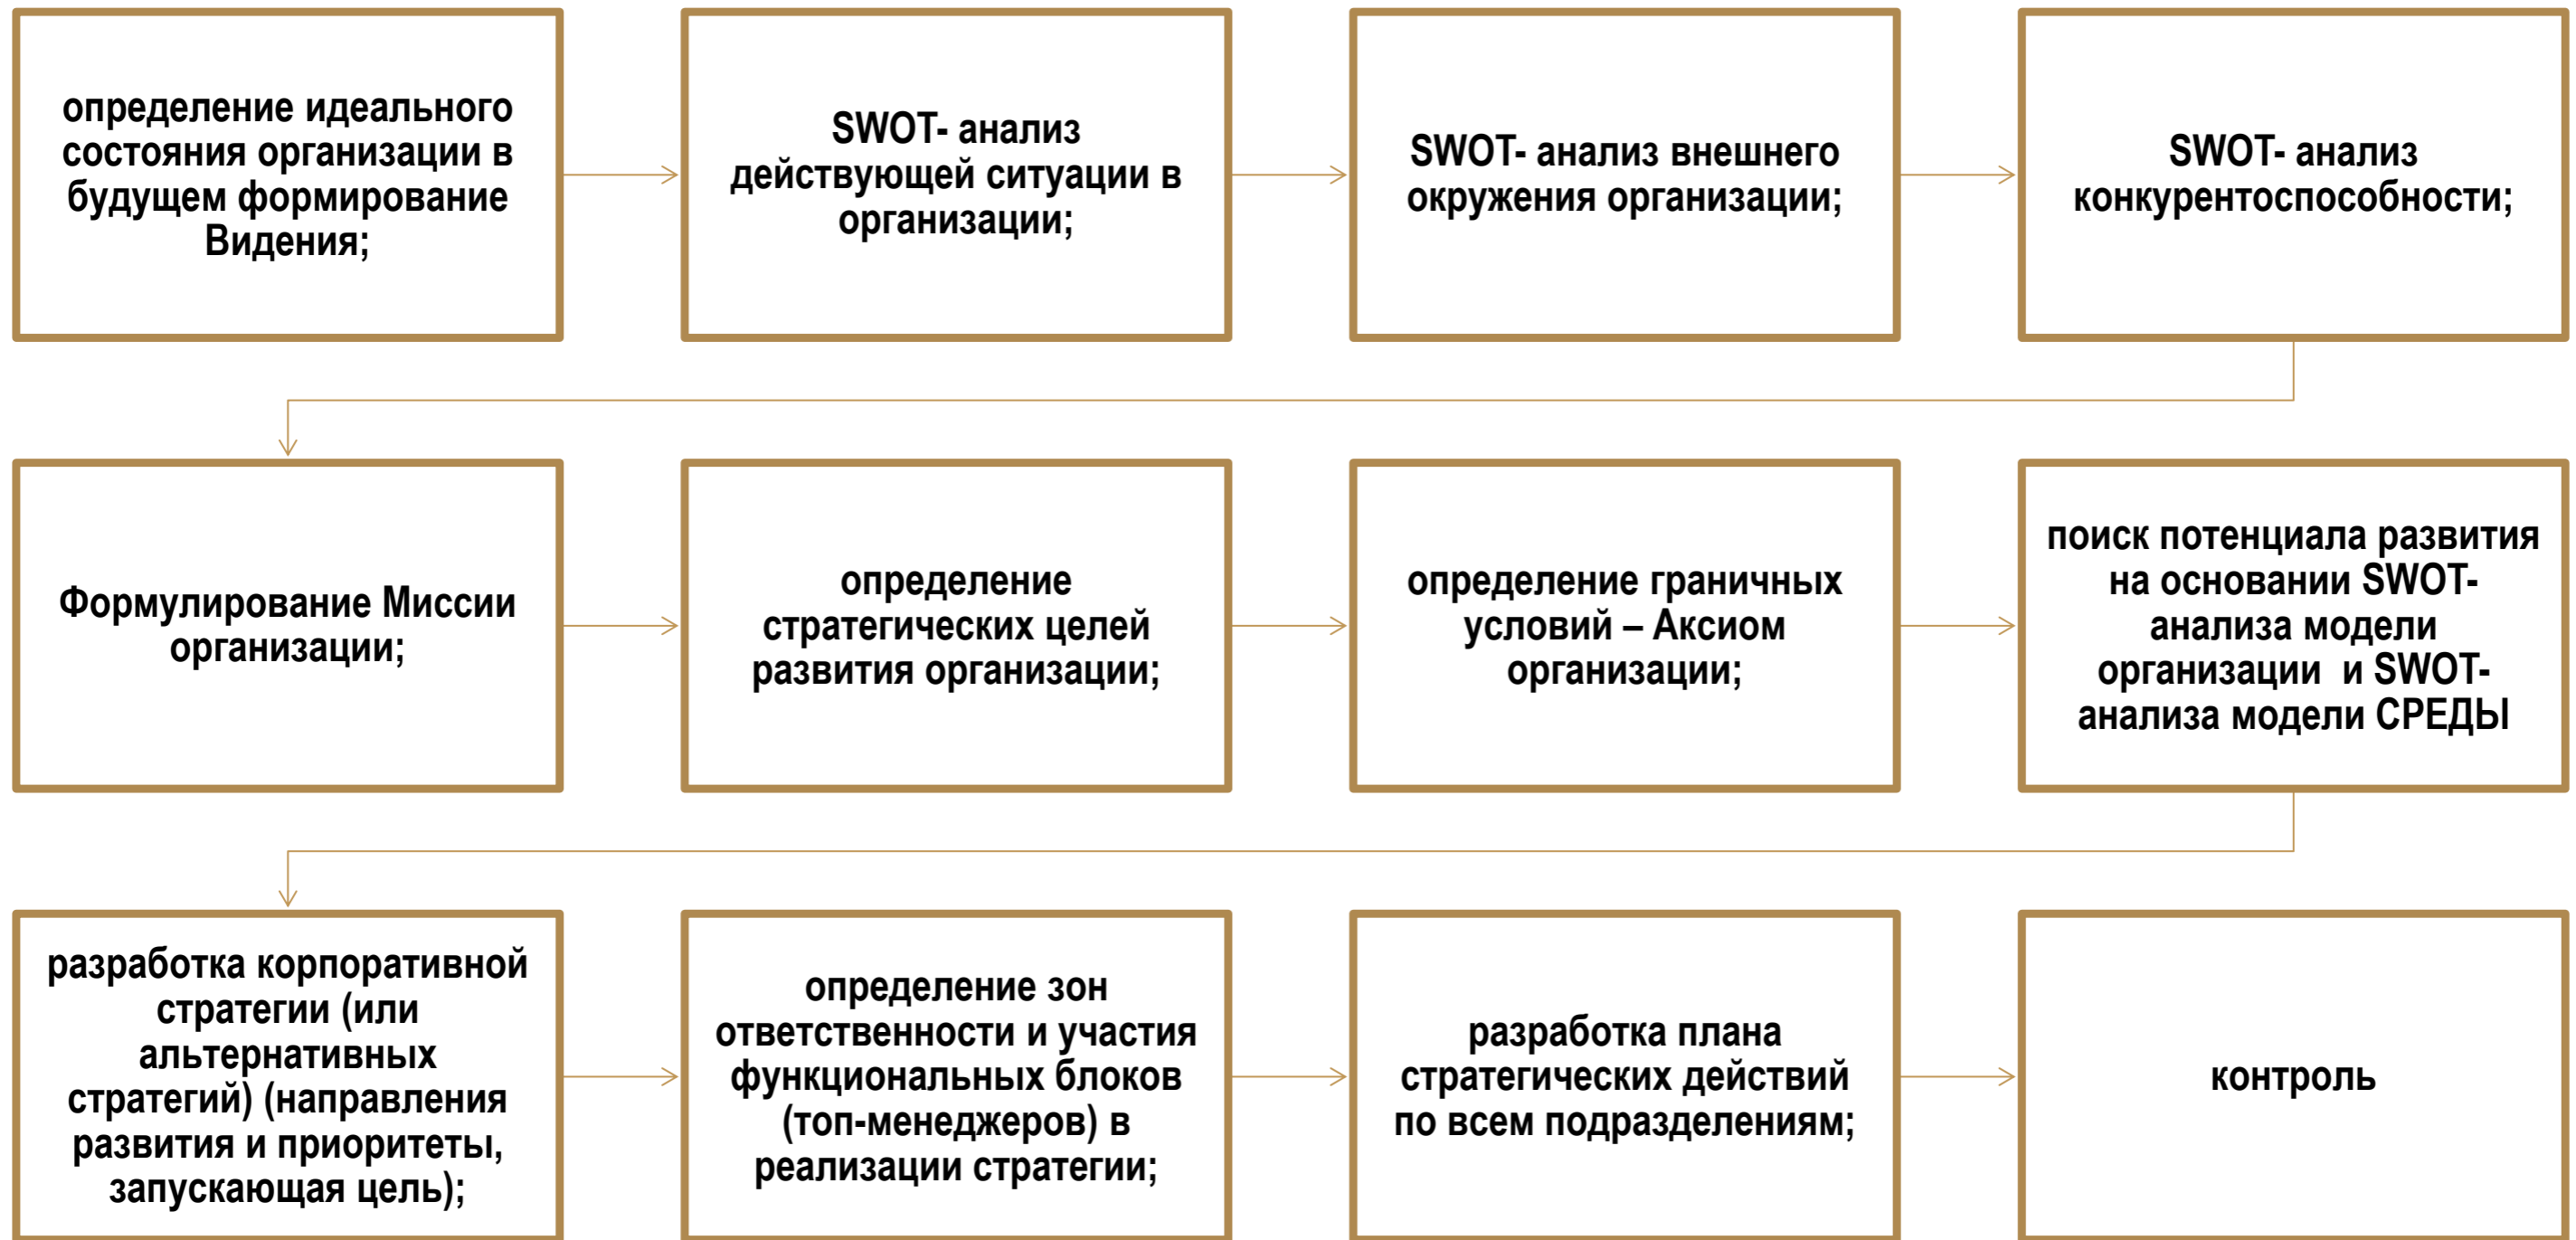 определение идеального
состояния организации в
будущем формирование
Видения;
SWOT- анализ
действующей ситуации в
организации;
SWOT- анализ внешнего
окружения организации;
SWOT- анализ
конкурентоспособности;
Формулирование Миссии
организации;
определение
стратегических целей
развития организации;
определение граничных
условий – Аксиом
организации;
поиск потенциала развития
на основании SWOT-
анализа модели
организации  и SWOT-
анализа модели СРЕДЫ
разработка корпоративной
стратегии (или
альтернативных
стратегий) (направления
развития и приоритеты,
запускающая цель);
определение зон
ответственности и участия
функциональных блоков
(топ-менеджеров) в
реализации стратегии;
разработка плана
стратегических действий
по всем подразделениям;
контроль